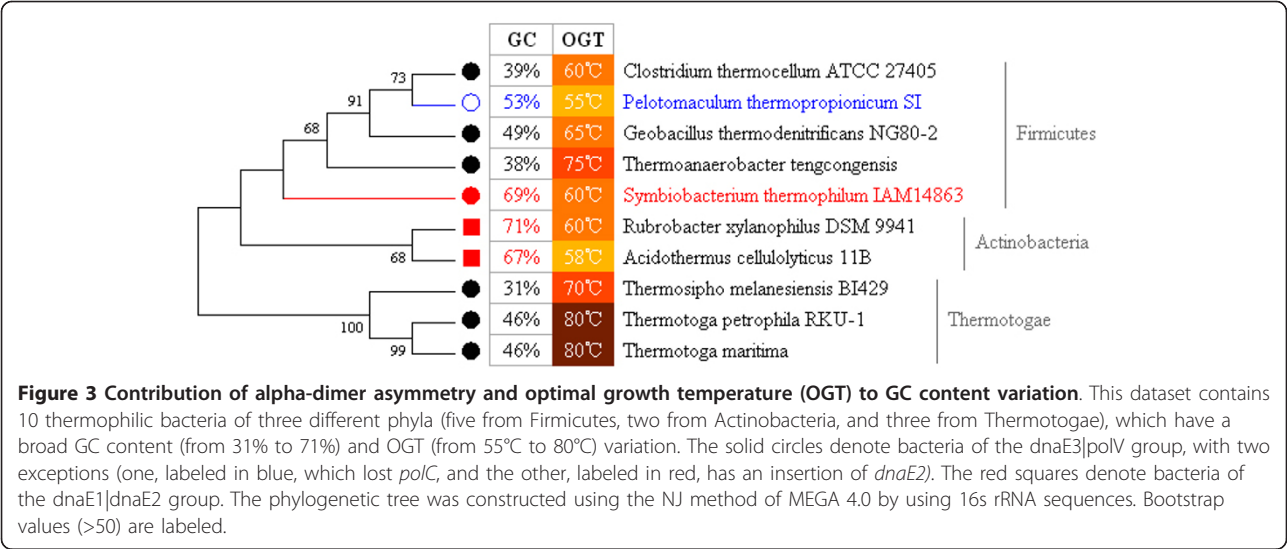 GC OGT
73 39% 60°C Clostridium thermocellum ATCC 27405
91 53% 55°C Pelotomaculum thermopropionicum SI
68 49% 65°C Geobacillus thermodenitrificans NG80-2 Firmicutes
38% 75°C Thermoanaerobacter tengcongensis
69% 60°C Symbiobacterium thermophilum IAM14863
71% 60°C Rubrobacter xylanophilus DSM 9941 Actinobacteria
68 67% 58°C Acidothermus cellulolyticus 11B
31% 70°C Thermosipho melanesiensis BI429
100 46% 80°C Thermotoga petrophila RKU-1 Thermotogae
99 46% 80°C Thermotoga maritima
Figure 3 Contribution of alpha-dimer asymmetry and optimal growth temperature (OGT) to GC content variation. This dataset contains
10 thermophilic bacteria of three different phyla (five from Firmicutes, two from Actinobacteria, and three from Thermotogae), which have a
broad GC content (from 31% to 71%) and OGT (from 55°C to 80°C) variation. The solid circles denote bacteria of the dnaE3|polV group, with two
exceptions (one, labeled in blue, which lost polC, and the other, labeled in red, has an insertion of dnaE2). The red squares denote bacteria of
the dnaE1|dnaE2 group. The phylogenetic tree was constructed using the NJ method of MEGA 4.0 by using 16s rRNA sequences. Bootstrap
values (>50) are labeled.